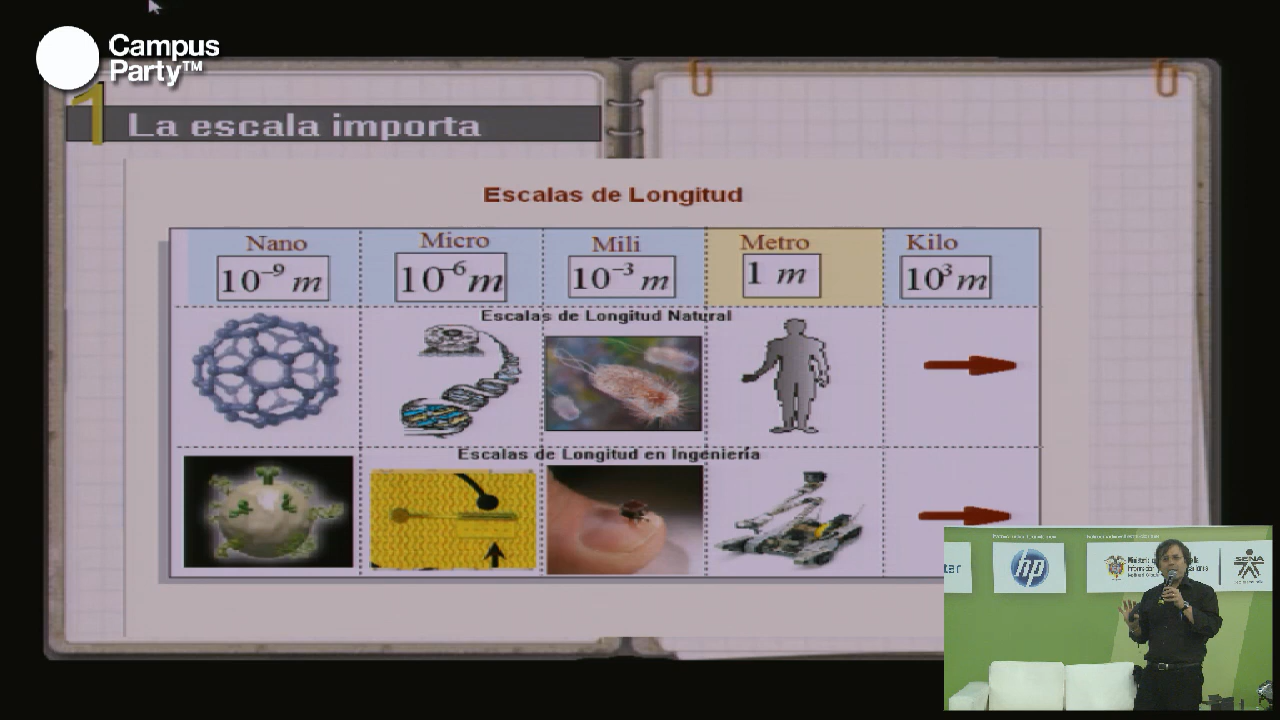 Campus
Party™
1
La escala importa
Escalas de Longitud
Nano
Micro
Mili
Metro
Kilo
10⁻⁹ m
10⁻⁶ m
10⁻³ m
1 m
10³ m
Escalas de Longitud Natural
Escalas de Longitud en Ingeniería
hp
SENA